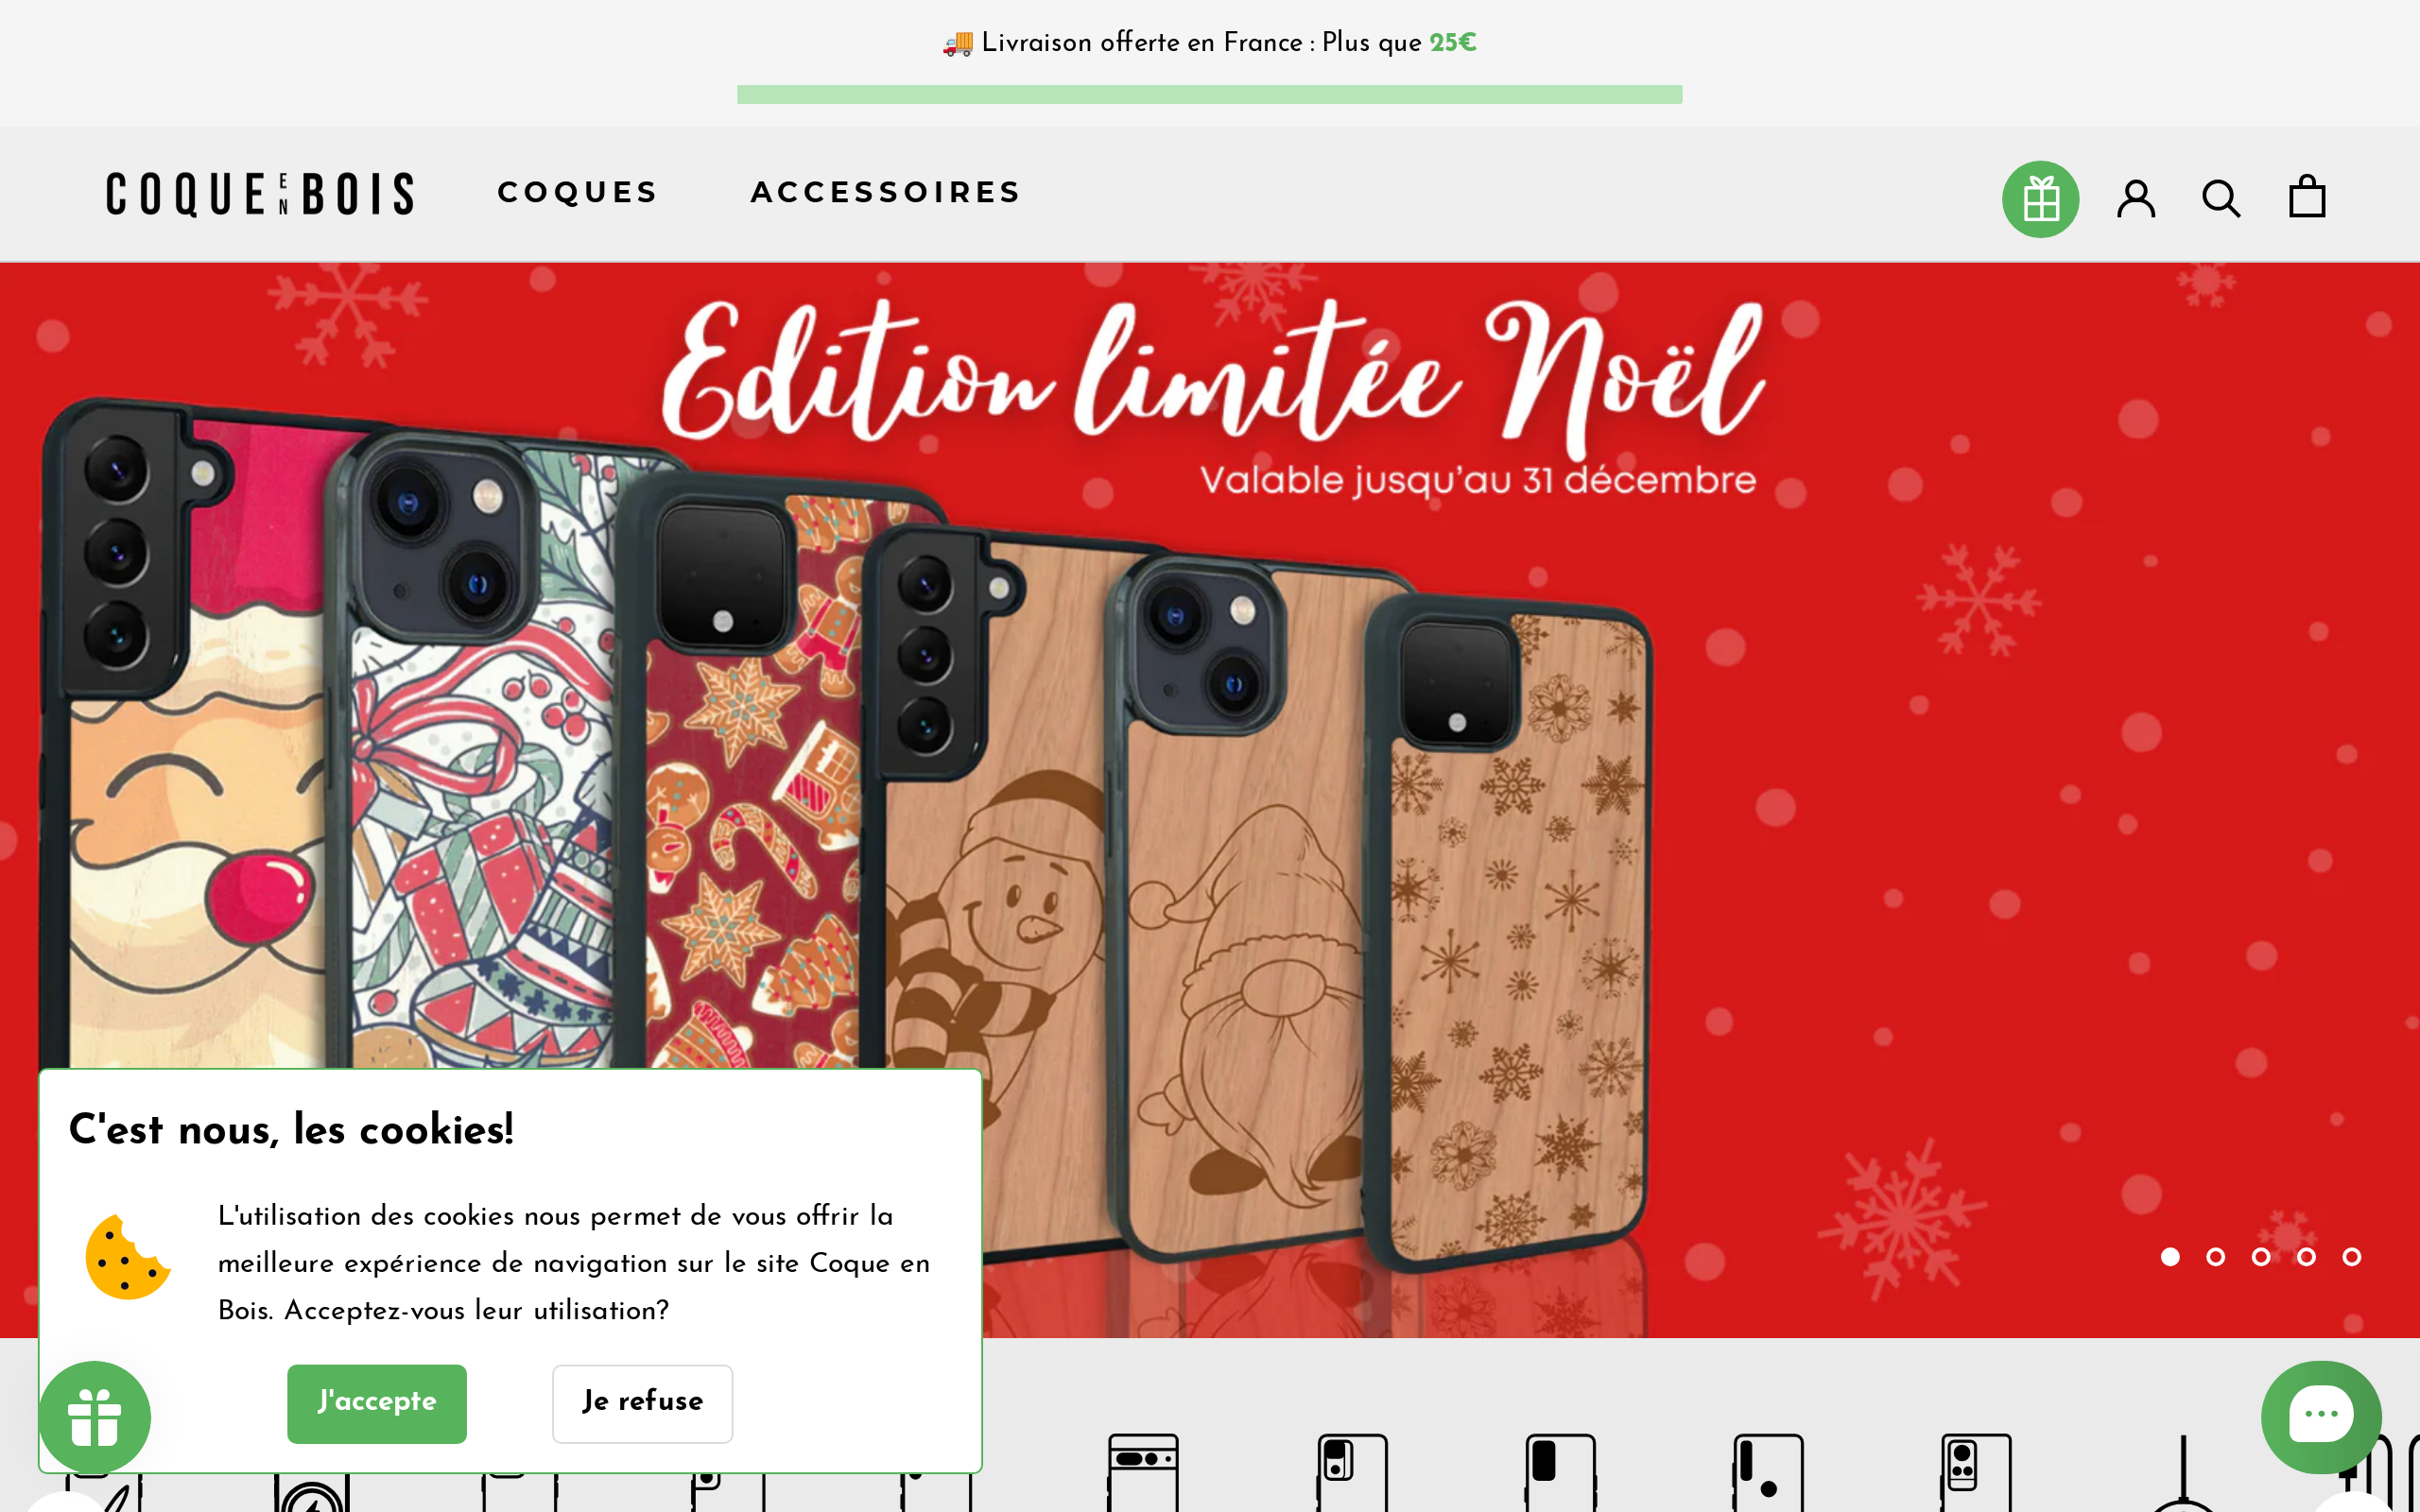 🚚 Livraison offerte en France : Plus que 25€
COQUE EN BOIS
COQUES
ACCESSOIRES
Edition limitée Noël
Valable jusqu'au 31 décembre
C'est nous, les cookies!
L'utilisation des cookies nous permet de vous offrir la
meilleure expérience de navigation sur le site Coque en
Bois. Acceptez-vous leur utilisation?
J'accepte
Je refuse